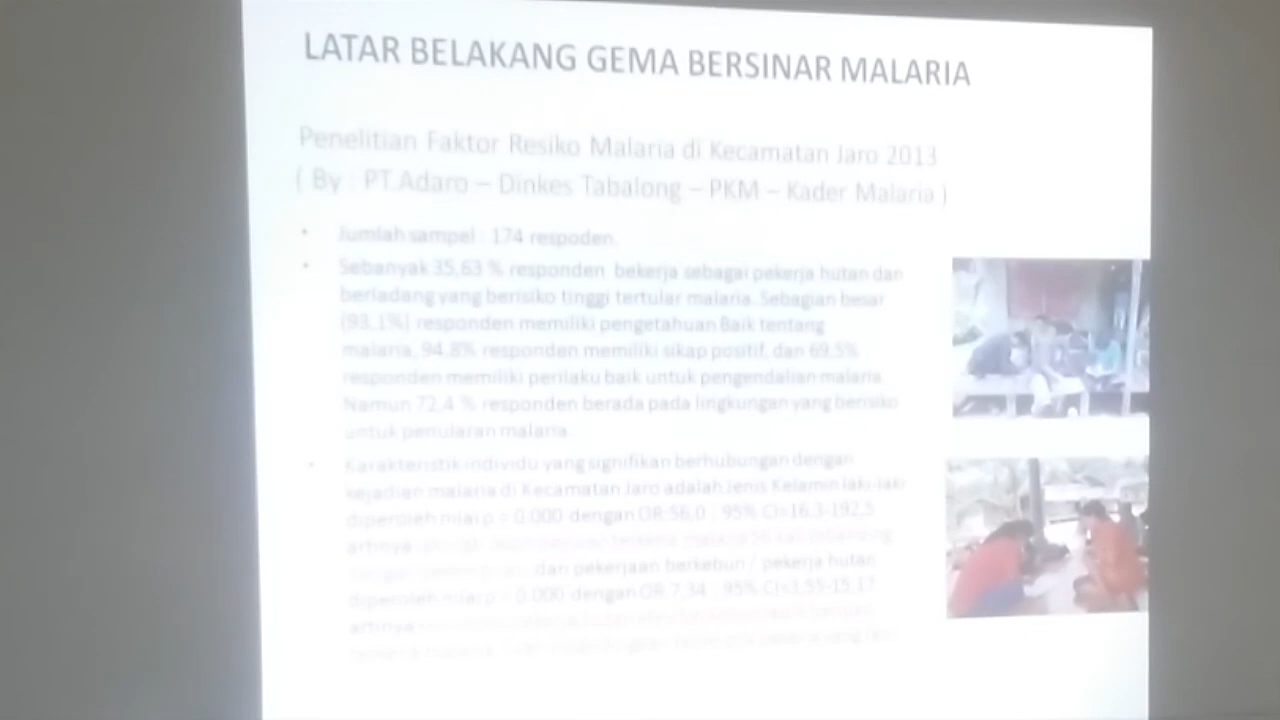 LATAR BELAKANG GEMA BERSINAR MALARIA
Penelitian Faktor Resiko Malaria di Kecamatan Jaro 2013
( By : PT.Adaro – Dinkes Tabalong – PKM – Kader Malaria )
• Jumlah sampel : 174 respoden.
• Sebanyak 35,63 % responden bekerja sebagai pekerja hutan dan
berladang yang berisiko tinggi tertular malaria. Sebagian besar
(93,1%) responden memiliki pengetahuan Baik tentang
malaria, 94,8% responden memiliki sikap positif, dan 69,5%
responden memiliki perilaku baik untuk pengendalian malaria.
Namun 72,4 % responden berada pada lingkungan yang berisiko
untuk penularan malaria.
• Karakteristik individu yang signifikan berhubungan dengan
kejadian malaria di Kecamatan Jaro adalah Jenis Kelamin laki-laki
diperoleh nilai p = 0.000 dengan OR:56,0 ; 95% CI=16,3-192,5
artinya
dan pekerjaan berkebun / pekerja hutan
diperoleh nilai p = 0.000 dengan OR:7,34 ; 95% CI=3,55-15,17
artinya